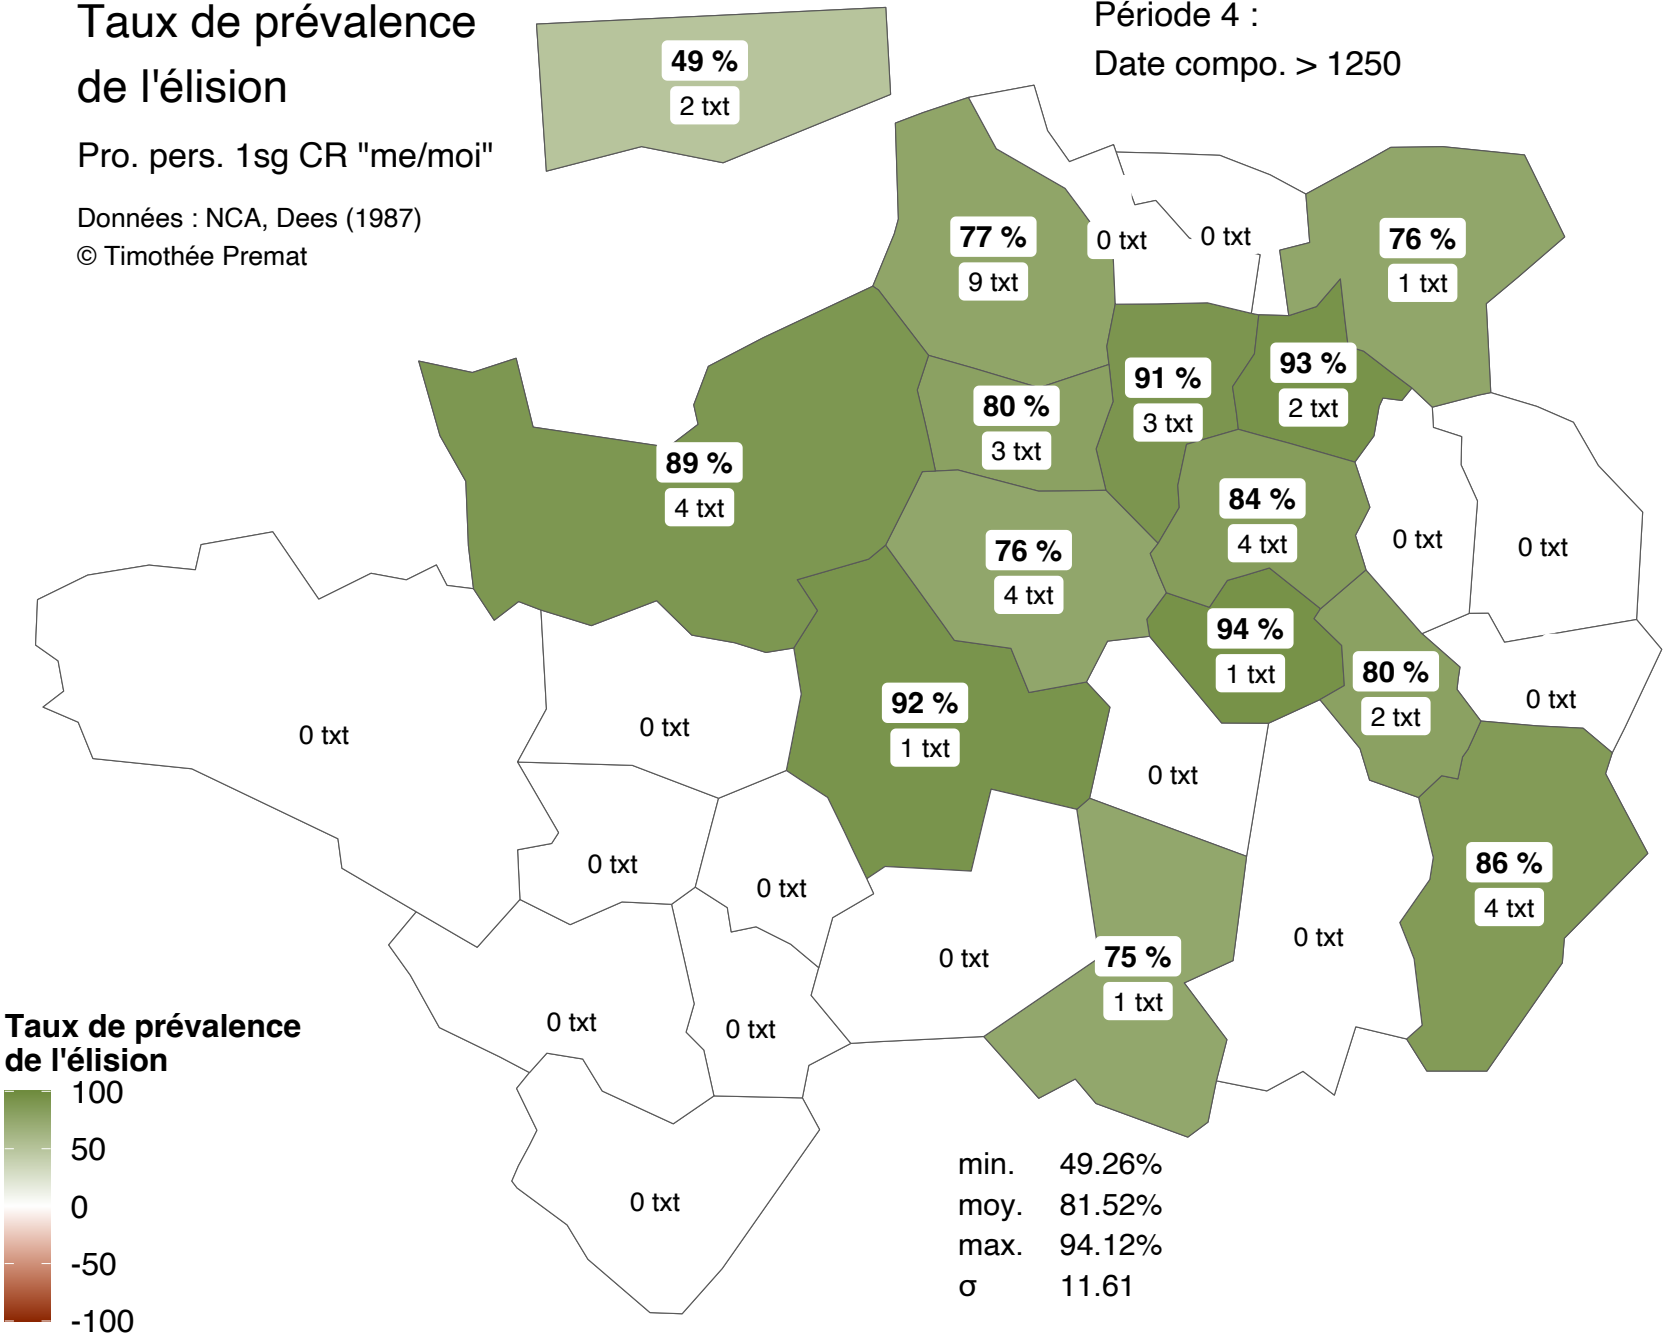 Taux de prévalence
de l'élision
Pro. pers. 1sg CR "me/moi"
Données : NCA, Dees (1987)
© Timothée Premat
Période 4 :
Date compo. > 1250
49 %
2 txt
77 %
9 txt
0 txt
0 txt
76 %
1 txt
89 %
4 txt
80 %
3 txt
91 %
3 txt
93 %
2 txt
76 %
4 txt
84 %
4 txt
0 txt
0 txt
94 %
1 txt
80 %
2 txt
0 txt
0 txt
0 txt
92 %
1 txt
0 txt
0 txt
0 txt
0 txt
75 %
1 txt
0 txt
86 %
4 txt
0 txt
0 txt
0 txt
Taux de prévalence
de l'élision
100
50
0
-50
-100
min. 49.26%
moy. 81.52%
max. 94.12%
σ 11.61